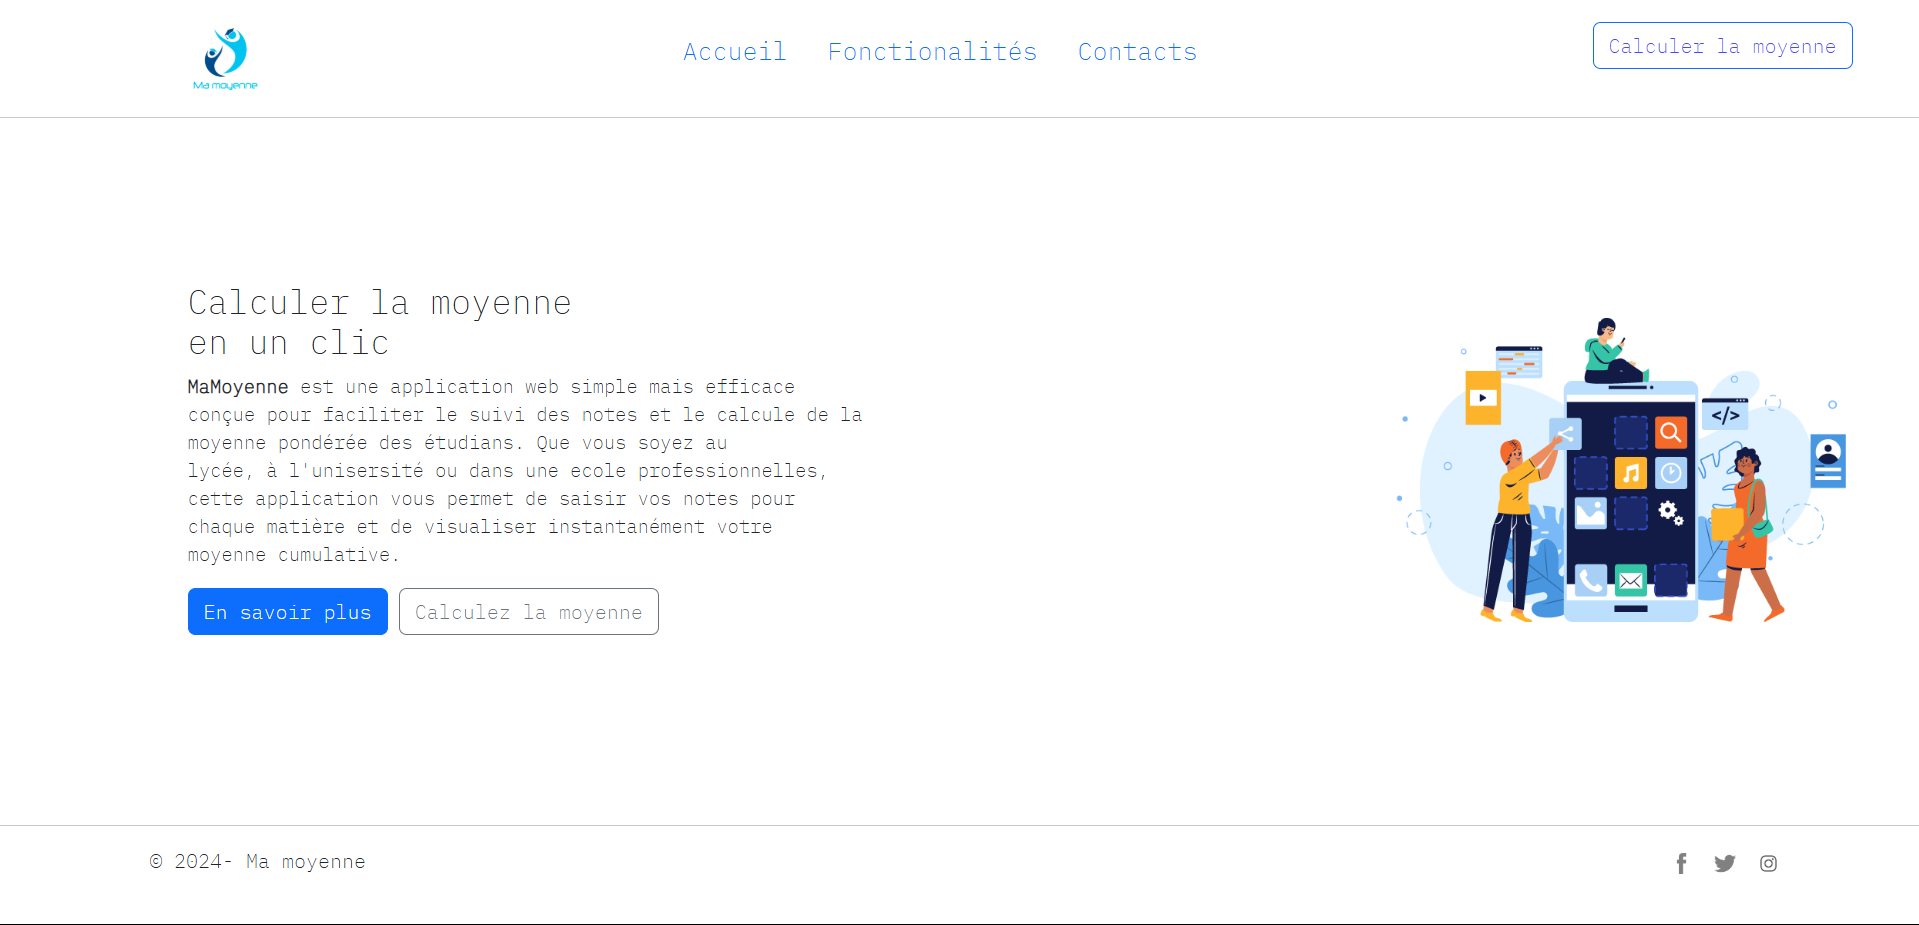 Ma moyenne
Accueil Fonctionalités Contacts
Calculer la moyenne
Calculer la moyenne
en un clic
MaMoyenne est une application web simple mais efficace
conçue pour faciliter le suivi des notes et le calcule de la
moyenne pondérée des étudians. Que vous soyez au
lycée, à l'unisersité ou dans une ecole professionnelles,
cette application vous permet de saisir vos notes pour
chaque matière et de visualiser instantanément votre
moyenne cumulative.
En savoir plus
Calculez la moyenne
</>
© 2024- Ma moyenne